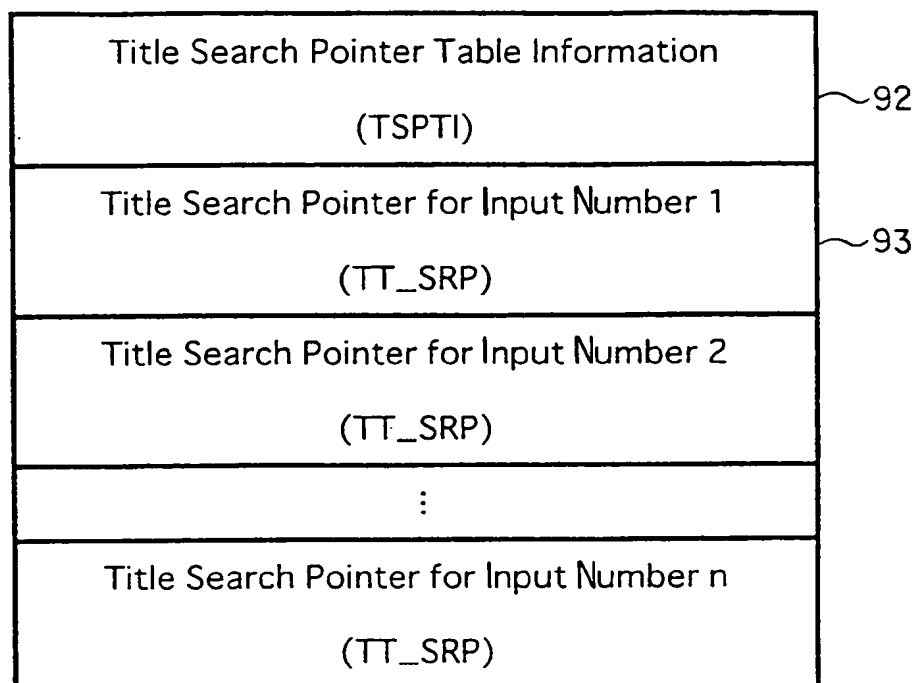 Title Search Pointer Table Information
(TSPTI)
92
Title Search Pointer for Input Number 1
(TT_SRP)
93
Title Search Pointer for Input Number 2
(TT_SRP)
⋮
Title Search Pointer for Input Number n
(TT_SRP)